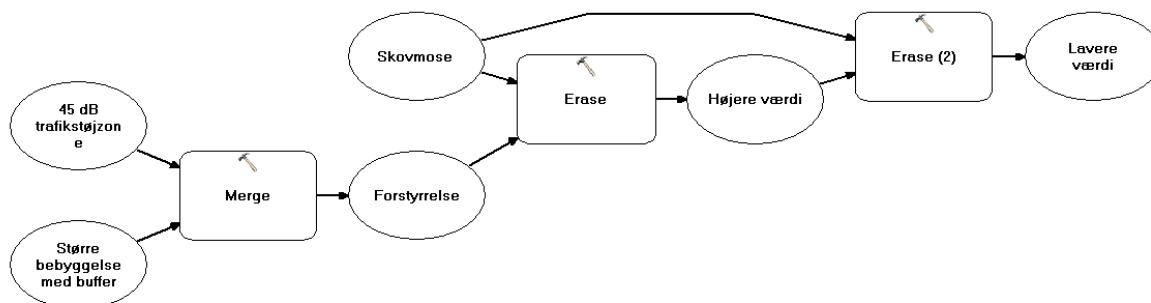 Skovmose
Erase (2)
Lavere
værdi
Erase
Højere værdi
45 dB
trafikstøjzon
e
Merge
Forstyrrelse
Større
bebyggelse
med buffer